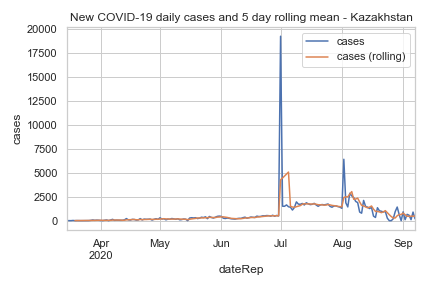 New COVID-19 daily cases and 5 day rolling mean - Kazakhstan
cases
cases (rolling)
20000
17500
15000
12500
10000
7500
5000
2500
0
cases
Apr
2020
May
Jun
Jul
Aug
Sep
dateRep